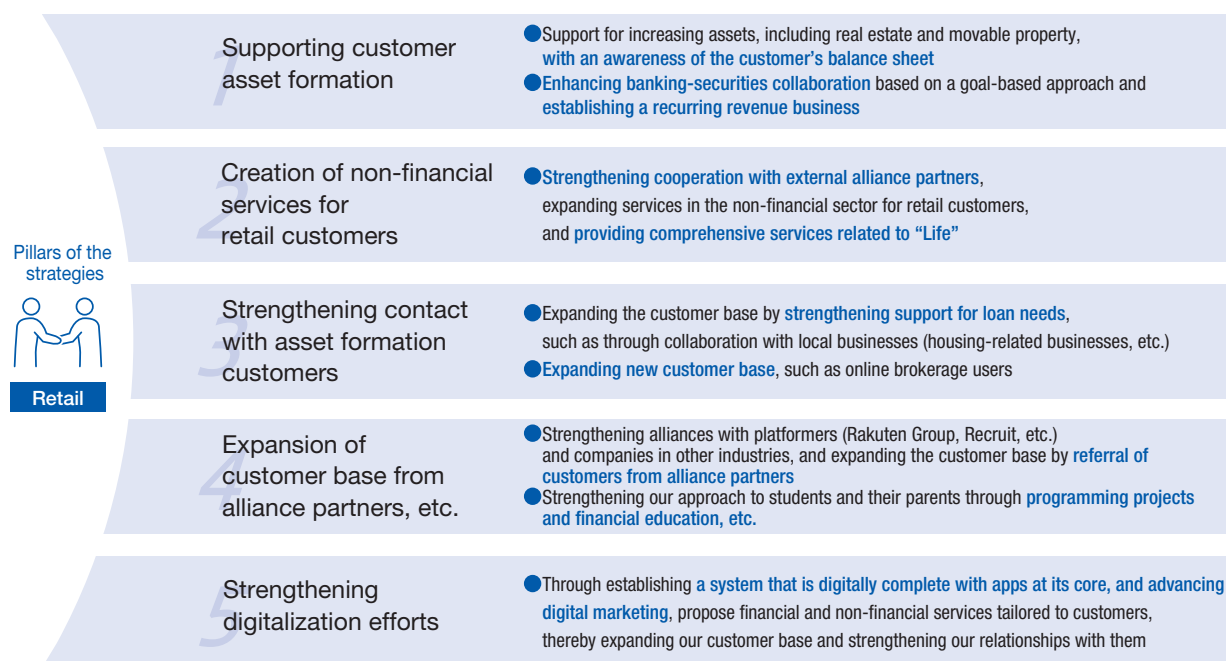 Pillars of the
strategies
Retail
1
Supporting customer
asset formation
●Support for increasing assets, including real estate and movable property,
with an awareness of the customer's balance sheet
●Enhancing banking-securities collaboration based on a goal-based approach and
establishing a recurring revenue business
2
Creation of non-financial
services for
retail customers
●Strengthening cooperation with external alliance partners,
expanding services in the non-financial sector for retail customers,
and providing comprehensive services related to “Life”
3
Strengthening contact
with asset formation
customers
●Expanding the customer base by strengthening support for loan needs,
such as through collaboration with local businesses (housing-related businesses, etc.)
●Expanding new customer base, such as online brokerage users
4
Expansion of
customer base from
alliance partners, etc.
●Strengthening alliances with platformers (Rakuten Group, Recruit, etc.)
and companies in other industries, and expanding the customer base by referral of
customers from alliance partners
●Strengthening our approach to students and their parents through programming projects
and financial education, etc.
5
Strengthening
digitalization efforts
●Through establishing a system that is digitally complete with apps at its core, and advancing
digital marketing, propose financial and non-financial services tailored to customers,
thereby expanding our customer base and strengthening our relationships with them